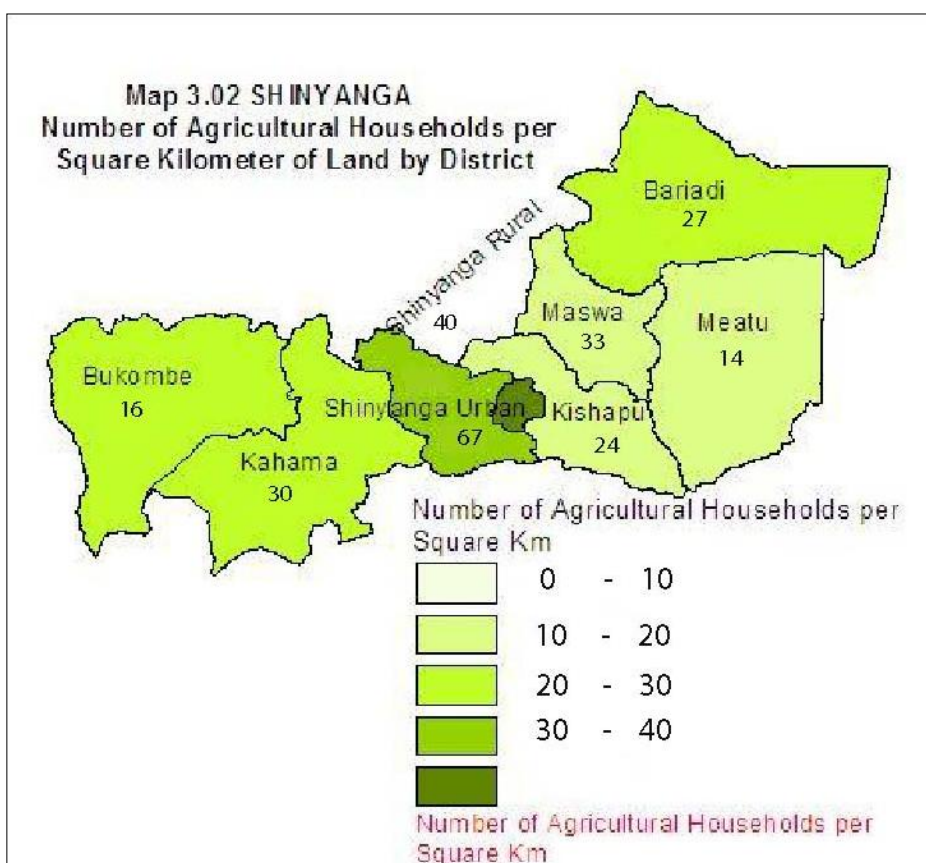 Map 3.02 SHINYANGA
Number of Agricultural Households per
Square Kilometer of Land by District
Bariadi
27
Shinyanga Rural
40
Maswa
33
Meatu
14
Bukombe
16
Shinyanga Urban
67
Kishapu
24
Kahama
30
Number of Agricultural Households per
Square Km
0 - 10
10 - 20
20 - 30
30 - 40
Number of Agricultural Households per
Square Km